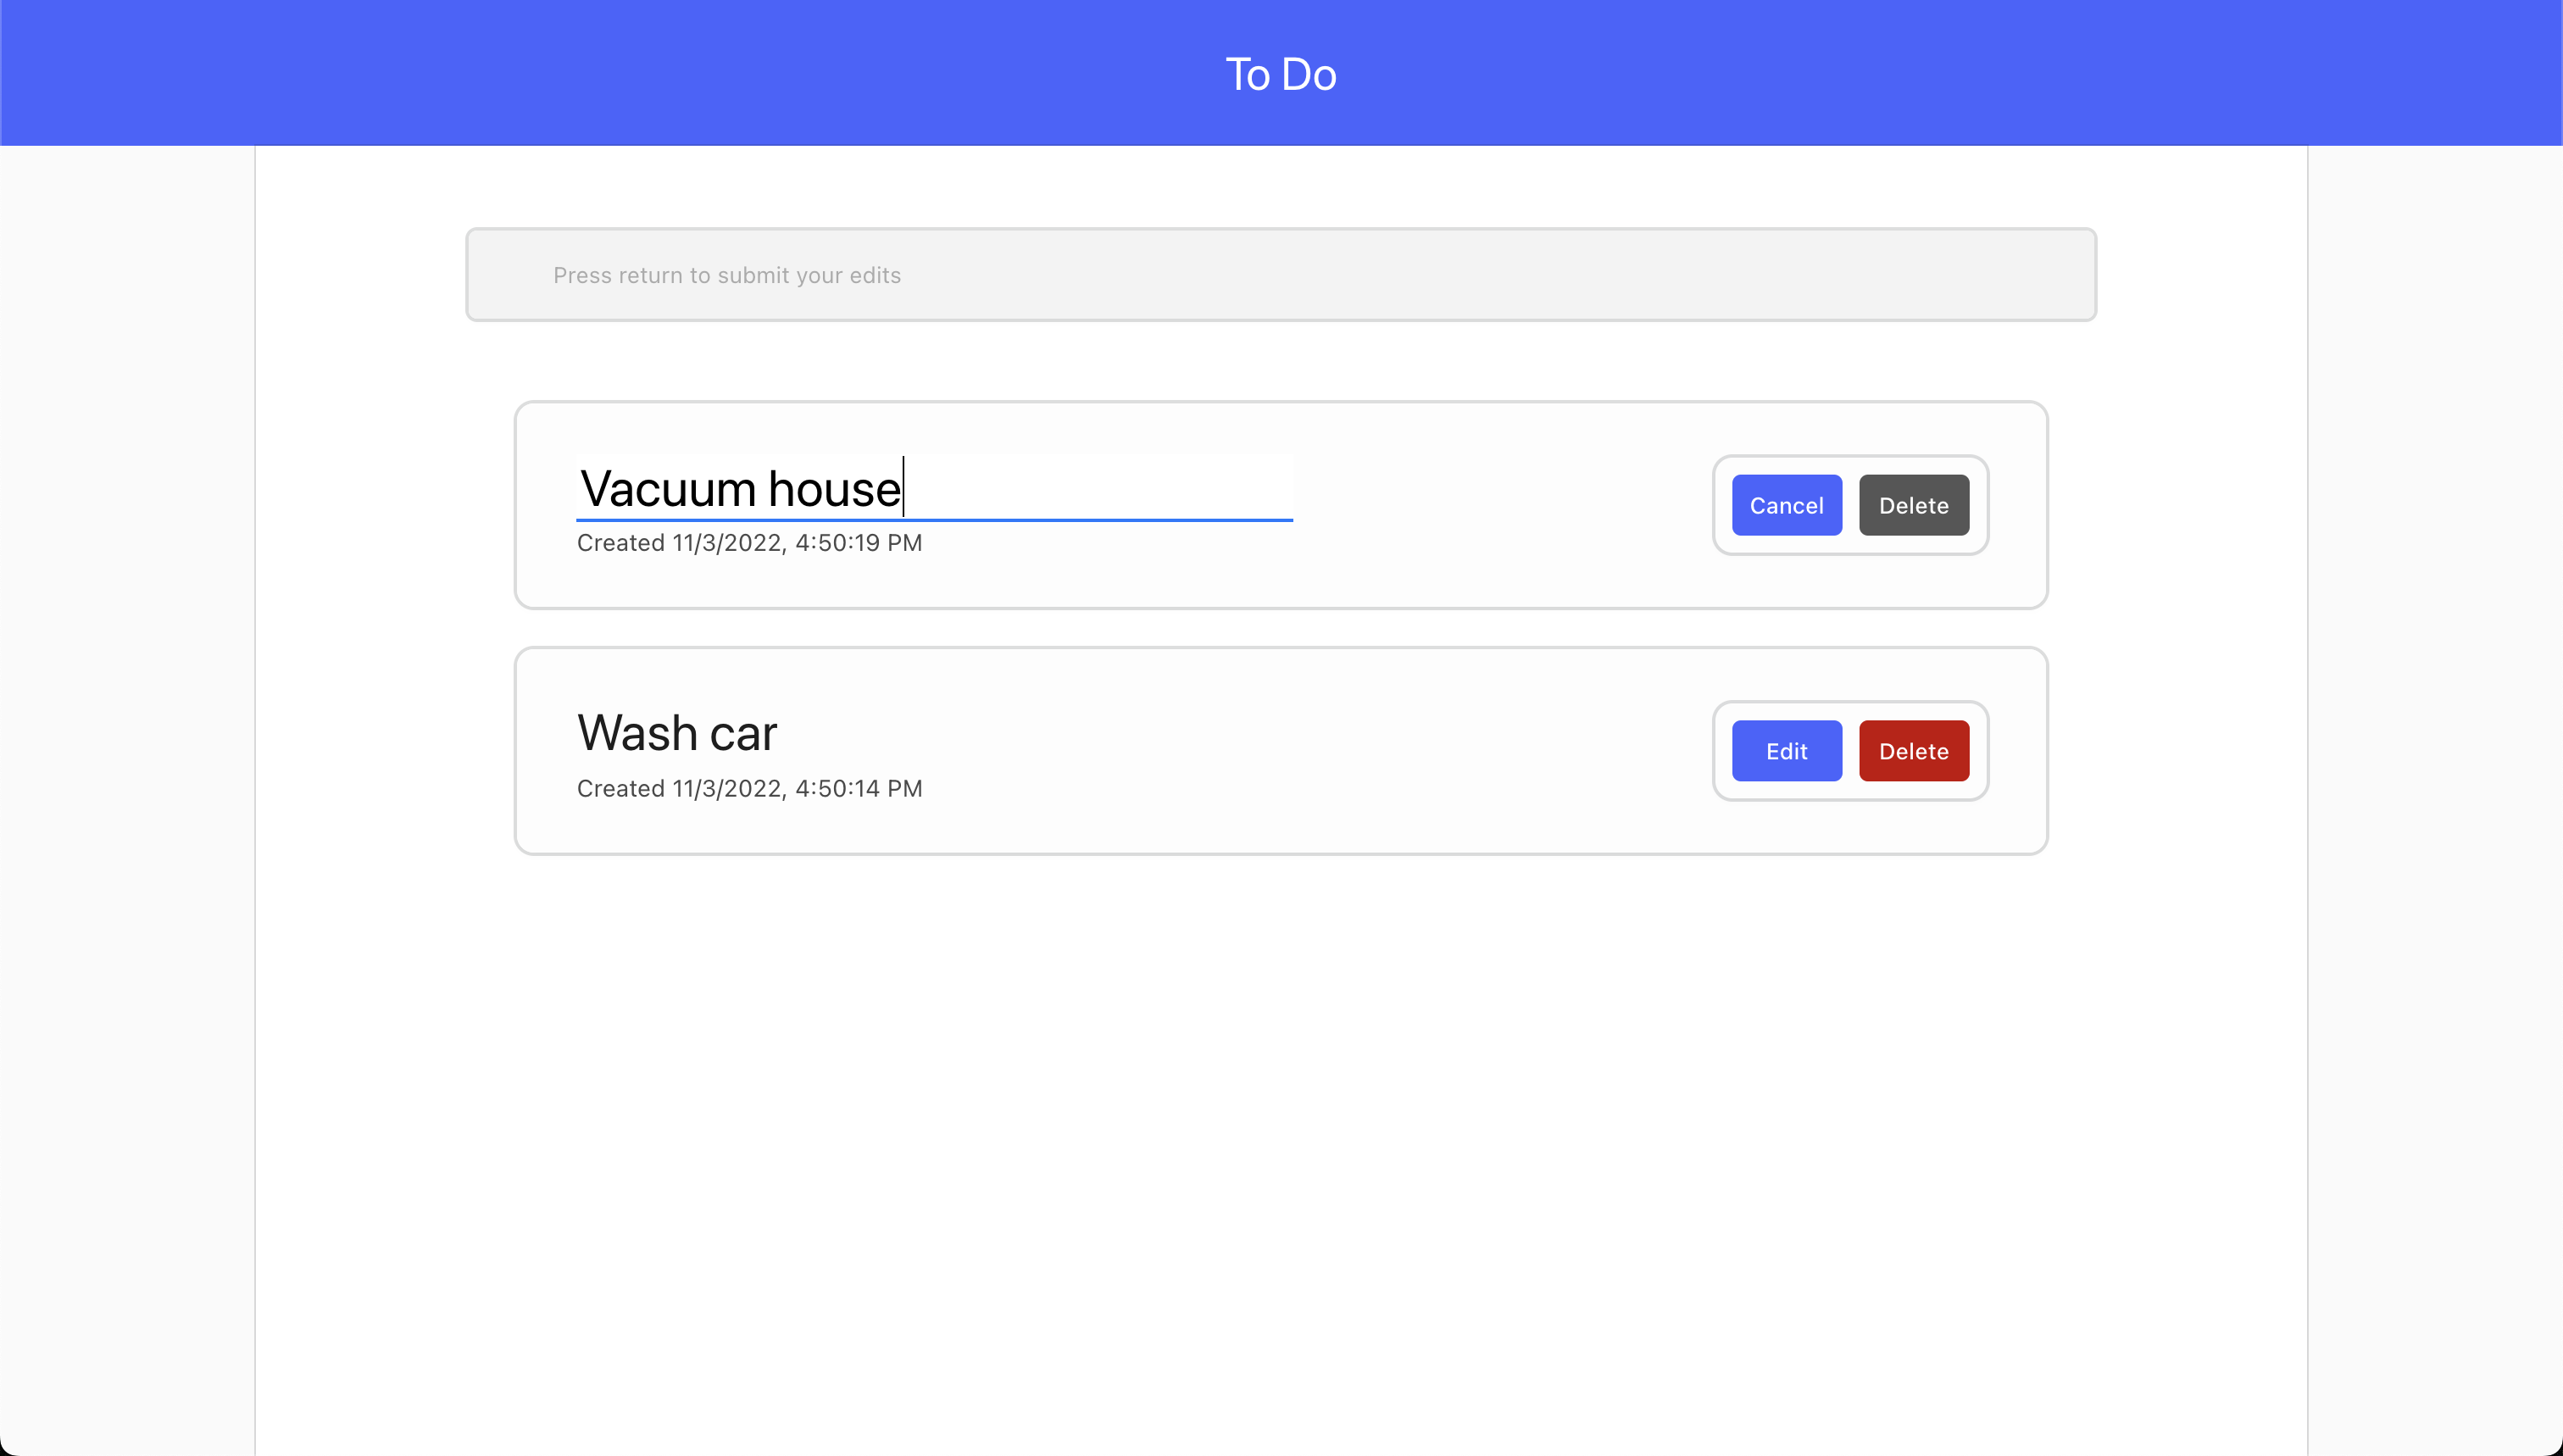 To Do
Press return to submit your edits
Vacuum house
Created 11/3/2022, 4:50:19 PM
Cancel
Delete
Wash car
Created 11/3/2022, 4:50:14 PM
Edit
Delete